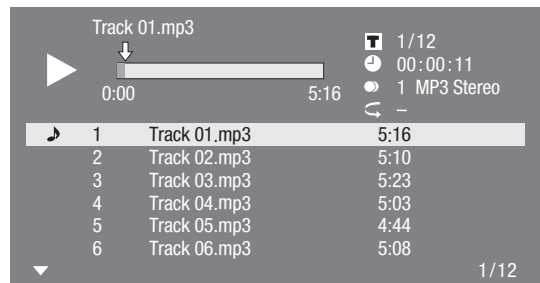 Track 01.mp3
T 1/12
00:00:11
0:00 5:16
1 MP3 Stereo
–
1 Track 01.mp3 5:16
2 Track 02.mp3 5:10
3 Track 03.mp3 5:23
4 Track 04.mp3 5:03
5 Track 05.mp3 4:44
6 Track 06.mp3 5:08
1/12